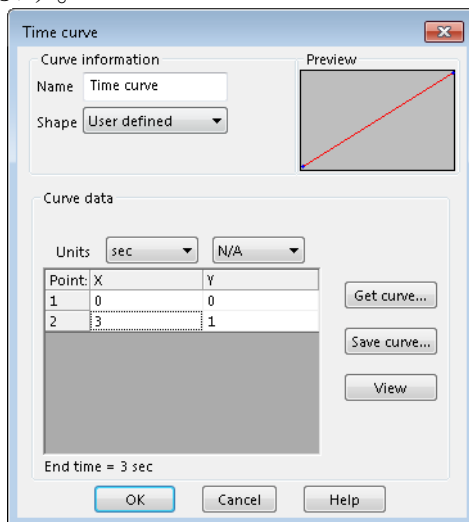 Time curve
Curve information
Preview
Name Time curve
Shape User defined
Curve data
Units sec N/A
Point: X Y
1 0 0
2 3 1
Get curve...
Save curve...
View
End time = 3 sec
OK Cancel Help